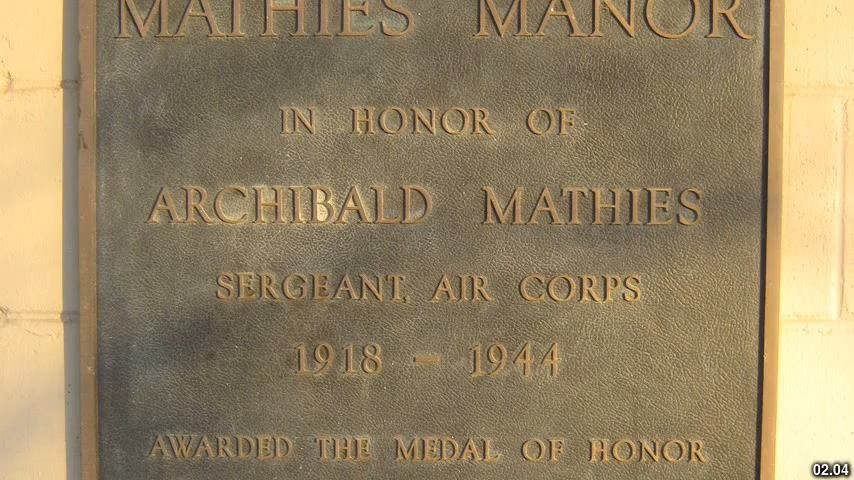 MATHIES MANOR
IN HONOR OF
ARCHIBALD MATHIES
SERGEANT, AIR CORPS
1918 – 1944
AWARDED THE MEDAL OF HONOR
02.04